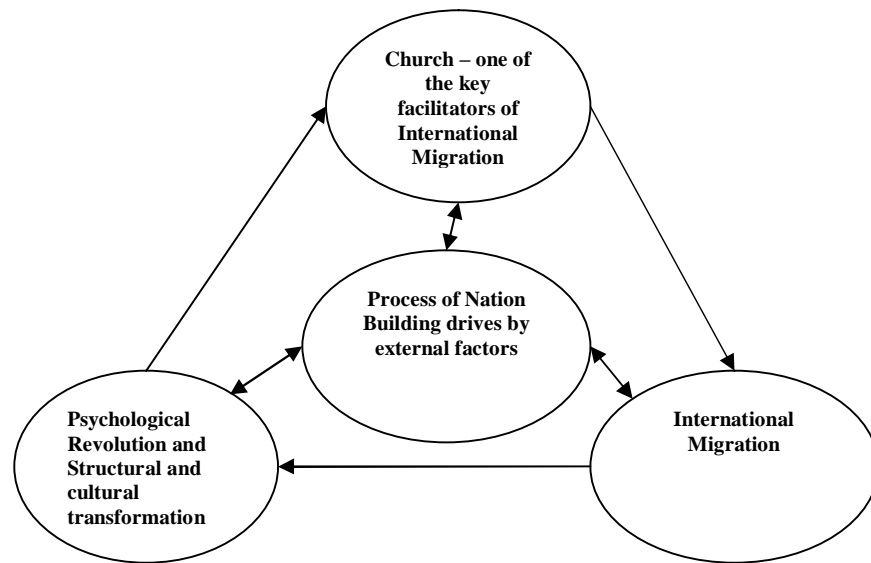 Church – one of
the key
facilitators of
International
Migration
Process of Nation
Building drives by
external factors
Psychological
Revolution and
Structural and
cultural
transformation
International
Migration